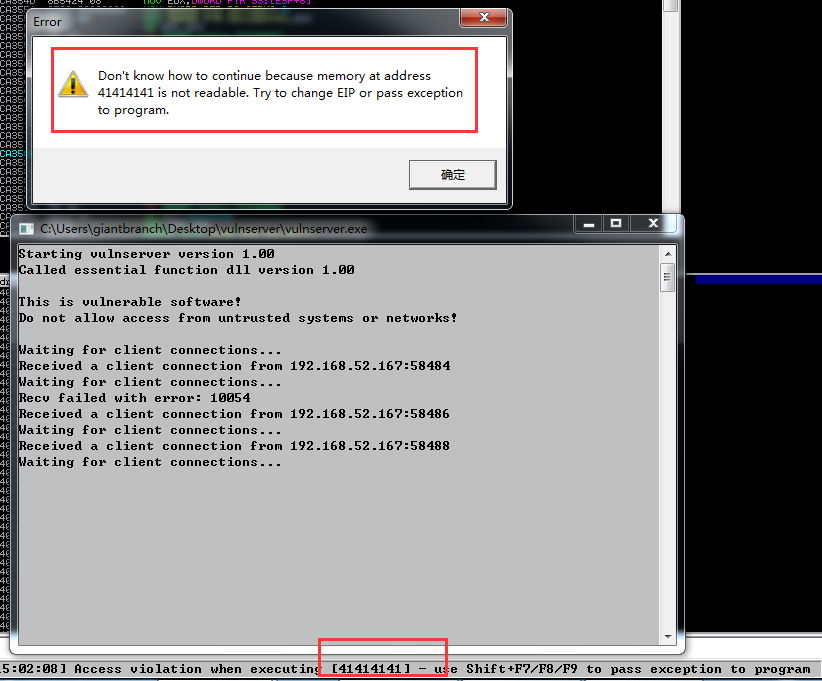 Error
Don't know how to continue because memory at address
41414141 is not readable. Try to change EIP or pass exception
to program.
确定
C:\Users\giantbranch\Desktop\vulnserver\vulnserver.exe
Starting vulnserver version 1.00
Called essential function dll version 1.00
This is vulnerable software!
Do not allow access from untrusted systems or networks!
Waiting for client connections...
Received a client connection from 192.168.52.167:58484
Waiting for client connections...
Recv failed with error: 10054
Received a client connection from 192.168.52.167:58486
Waiting for client connections...
Received a client connection from 192.168.52.167:58488
Waiting for client connections...
5:02:08] Access violation when executing [41414141] - use Shift+F7/F8/F9 to pass exception to program